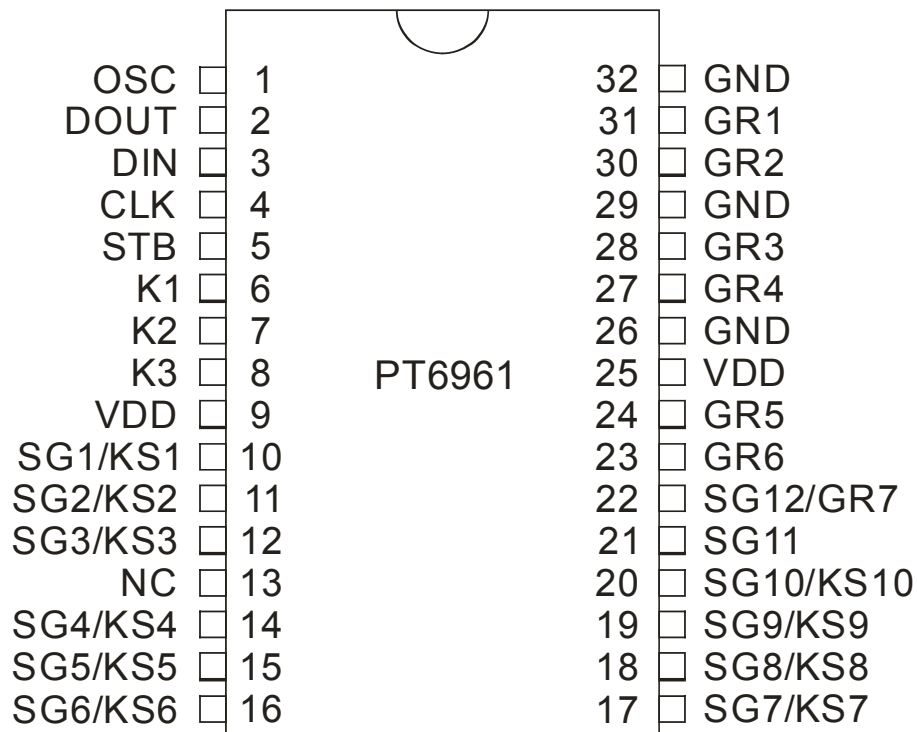 OSC 1 32 GND
DOUT 2 31 GR1
DIN 3 30 GR2
CLK 4 29 GND
STB 5 28 GR3
K1 6 27 GR4
K2 7 26 GND
K3 8 PT6961 25 VDD
VDD 9 24 GR5
SG1/KS1 10 23 GR6
SG2/KS2 11 22 SG12/GR7
SG3/KS3 12 21 SG11
NC 13 20 SG10/KS10
SG4/KS4 14 19 SG9/KS9
SG5/KS5 15 18 SG8/KS8
SG6/KS6 16 17 SG7/KS7